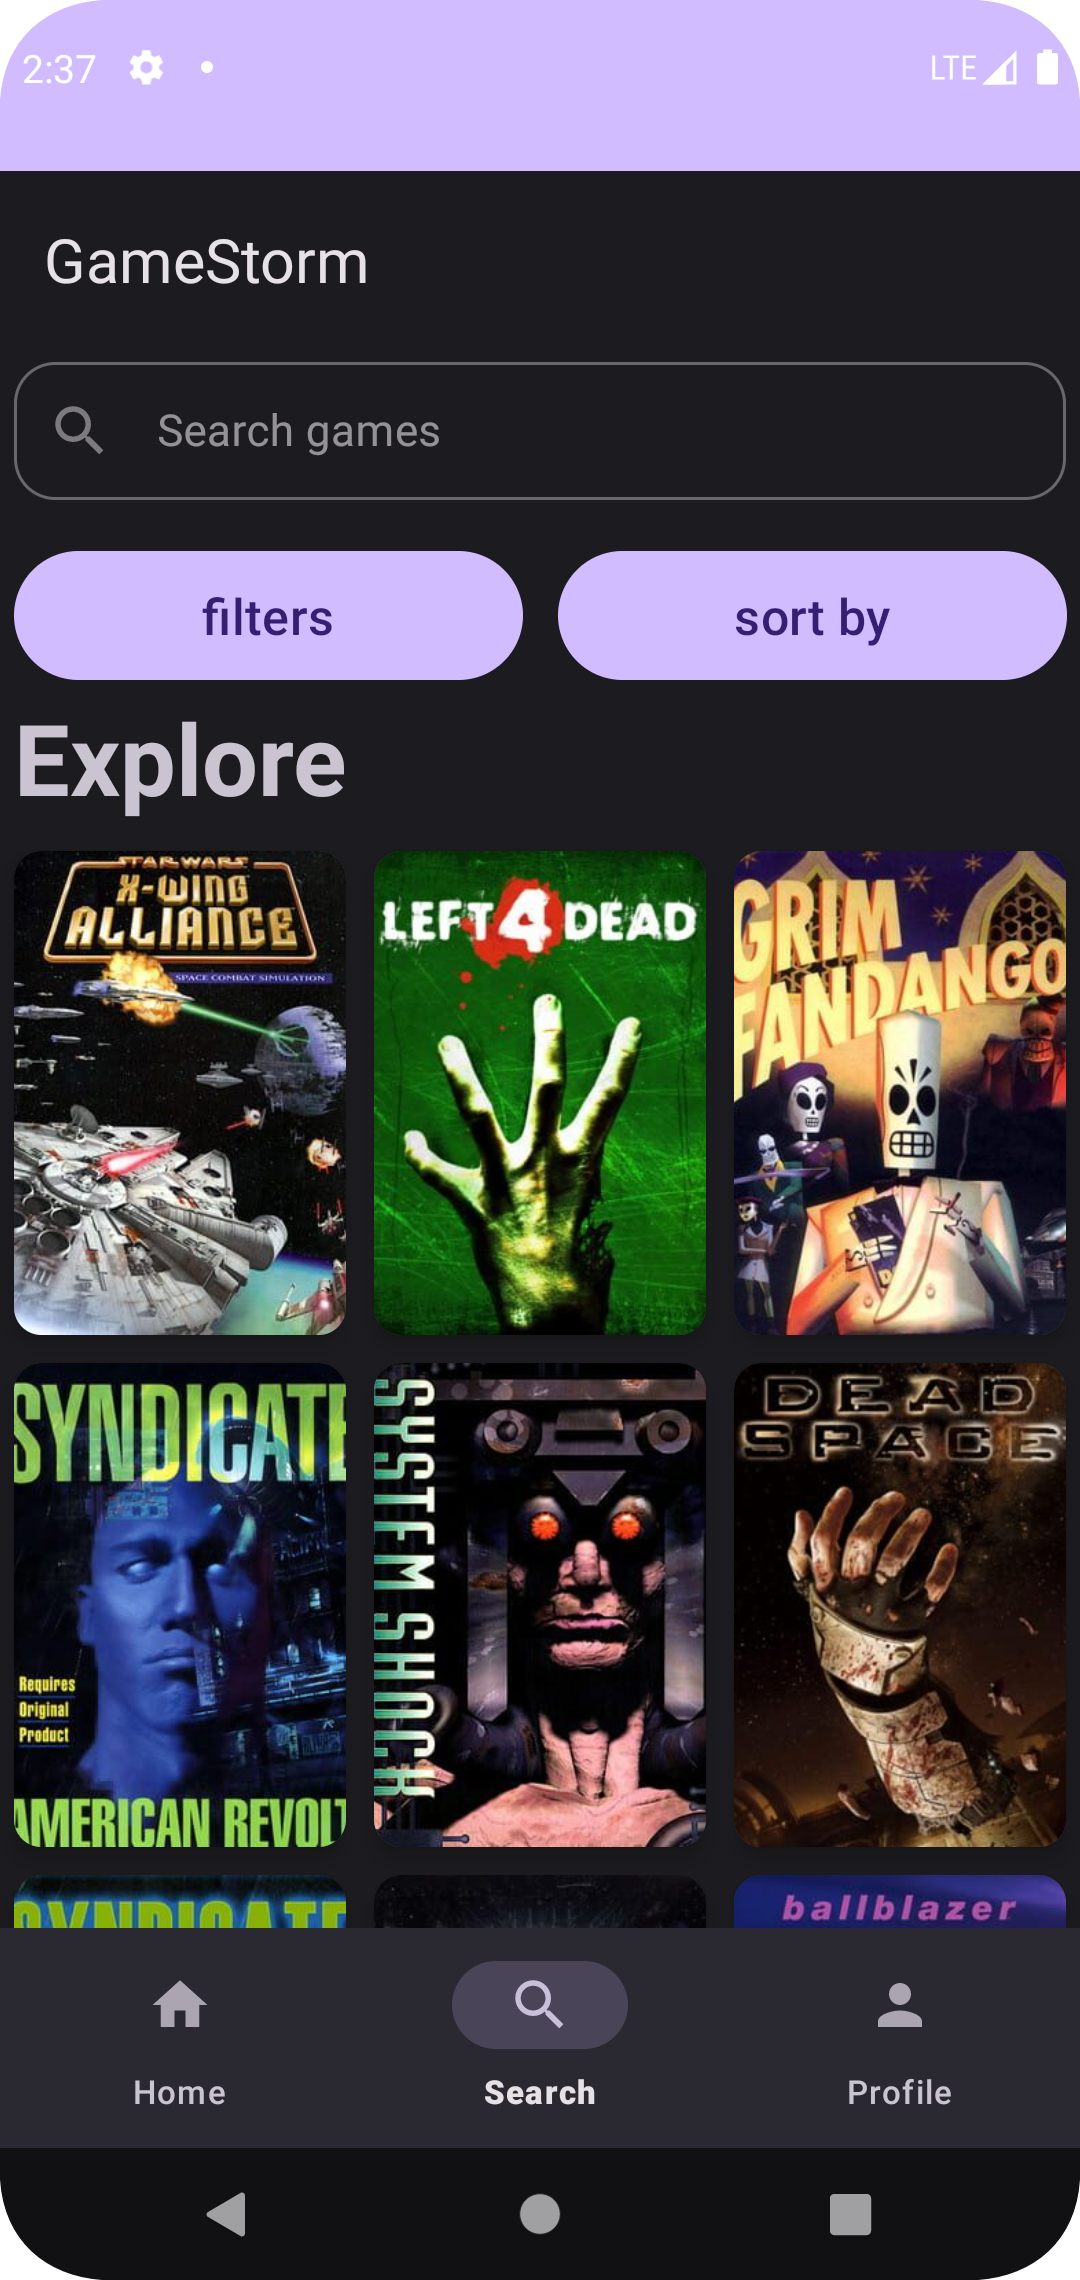 2:37
LTE
GameStorm
Search games
filters
sort by
Explore
STAR WARS
X-WING
ALLIANCE
SPACE COMBAT SIMULATION
LEFT 4 DEAD
GRIM
FANDANGO
SYNDICATE
Requires
Original
Product
AMERICAN REVOLT
SYSTEM SHOCK
DEAD
SPACE
SYNDICATE
ballblazer
Home
Search
Profile